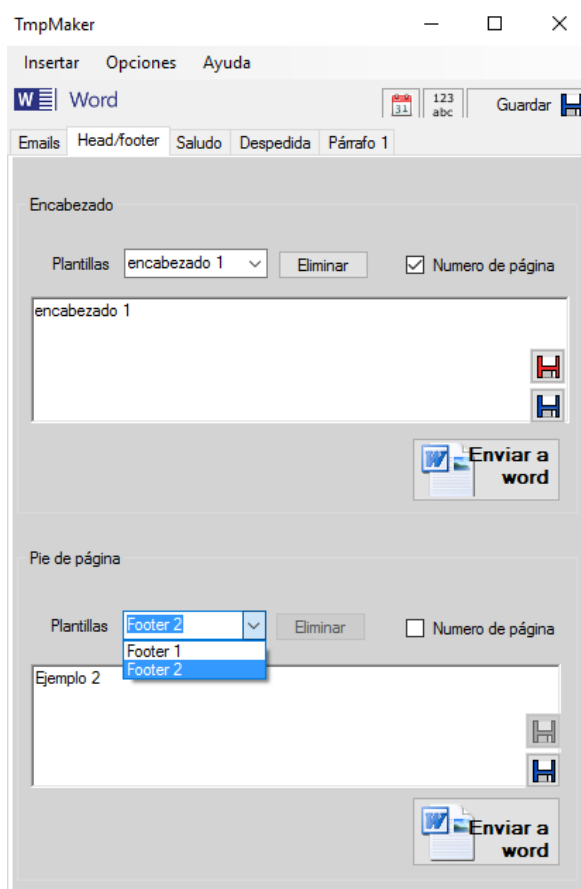 TmpMaker
Insertar Opciones Ayuda
W Word 31 123 abc Guardar
Emails Head/footer Saludo Despedida Párrafo 1
Encabezado
Plantillas encabezado 1 Eliminar Numero de página
encabezado 1
Enviar a
word
Pie de página
Plantillas Footer 2 Eliminar Numero de página
Footer 1
Footer 2
Ejemplo 2
Enviar a
word